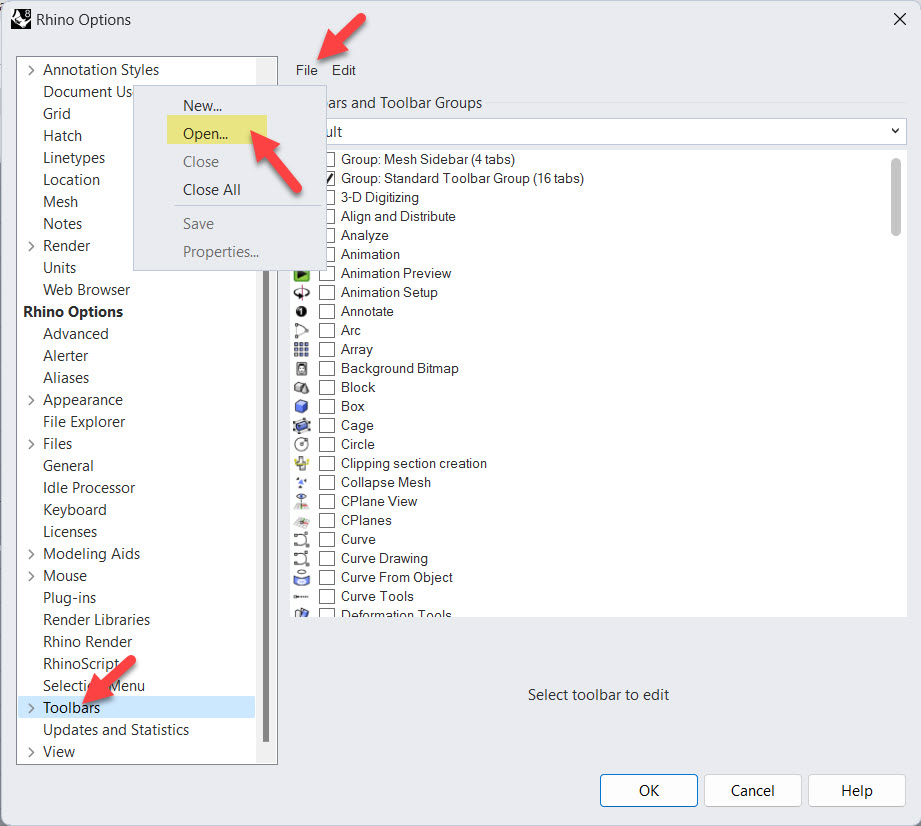 8
Rhino Options
Annotation Styles
Document Us
Grid
Hatch
Linetypes
Location
Mesh
Notes
Render
Units
Web Browser
Rhino Options
Advanced
Alerter
Aliases
Appearance
File Explorer
Files
General
Idle Processor
Keyboard
Licenses
Modeling Aids
Mouse
Plug-ins
Render Libraries
Rhino Render
RhinoScript
Selection Menu
Toolbars
Updates and Statistics
View
File Edit
New...
Open...
Close
Close All
Save
Properties...
bars and Toolbar Groups
ult
Group: Mesh Sidebar (4 tabs)
Group: Standard Toolbar Group (16 tabs)
3-D Digitizing
Align and Distribute
Analyze
Animation
Animation Preview
Animation Setup
Annotate
Arc
Array
Background Bitmap
Block
Box
Cage
Circle
Clipping section creation
Collapse Mesh
CPlane View
CPlanes
Curve
Curve Drawing
Curve From Object
Curve Tools
Deformation Tools
Select toolbar to edit
OK Cancel Help